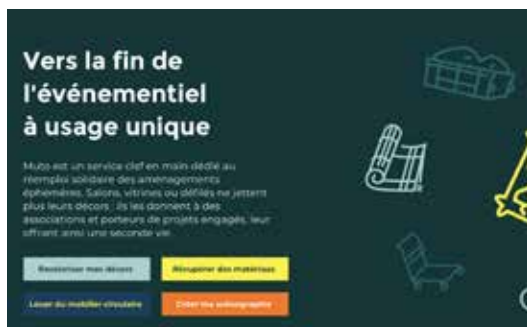 Vers la fin de
l'événementiel
à usage unique
Muto est un service clef en main dédié au
réemploi solidaire des aménagements
éphémères. Salons, vitrines ou défilés ne jettent
plus leurs décors : ils les donnent à des
associations et porteurs de projets engagés, leur
offrant ainsi une seconde vie.
Revaloriser mes décors
Récupérer des matériaux
Louer du mobilier circulaire
Créer ma scénographie